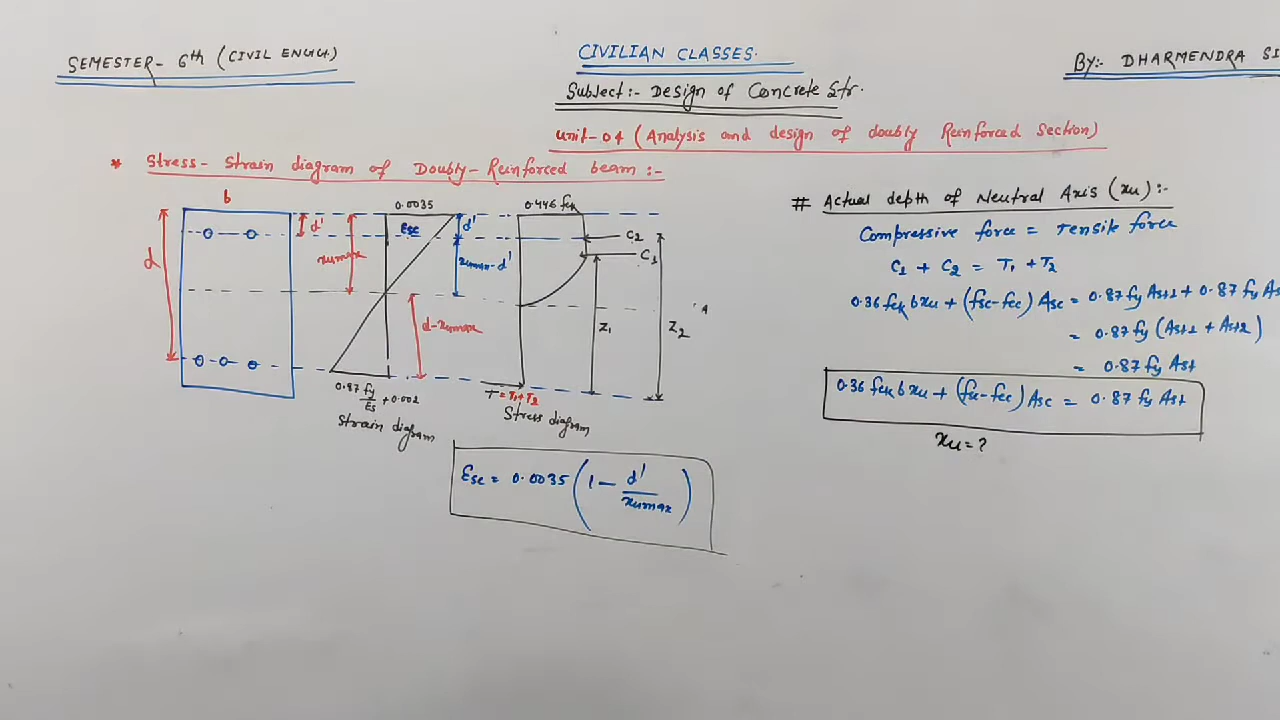 SEMESTER- 6th (CIVIL ENGG.)
CIVILIAN CLASSES.
By:- DHARMENDRA SI
Subject:- Design of Concrete Str.
Unit-04 (Analysis and design of doubly Reinforced Section)
* Stress-Strain diagram of Doubly-Reinforced beam:-
b
d
d'
xumax
0.0035
Esc
d'
xumax-d'
d-xumax
0.87 fy/Es + 0.002
Strain diagram
0.446 fck
C2
C1
Z1
Z2
T = T1+T2
Stress diagram
Esc = 0.0035 (1 - d'/xumax)
# Actual depth of Neutral Axis (xu):-
Compressive force = Tensile force
C1 + C2 = T1 + T2
0.36 fck b xu + (fsc-fcc) Asc = 0.87 fy Ast1 + 0.87 fy As
= 0.87 fy (Ast1 + Ast2)
= 0.87 fy Ast
0.36 fck b xu + (fsc-fcc) Asc = 0.87 fy Ast
xu = ?